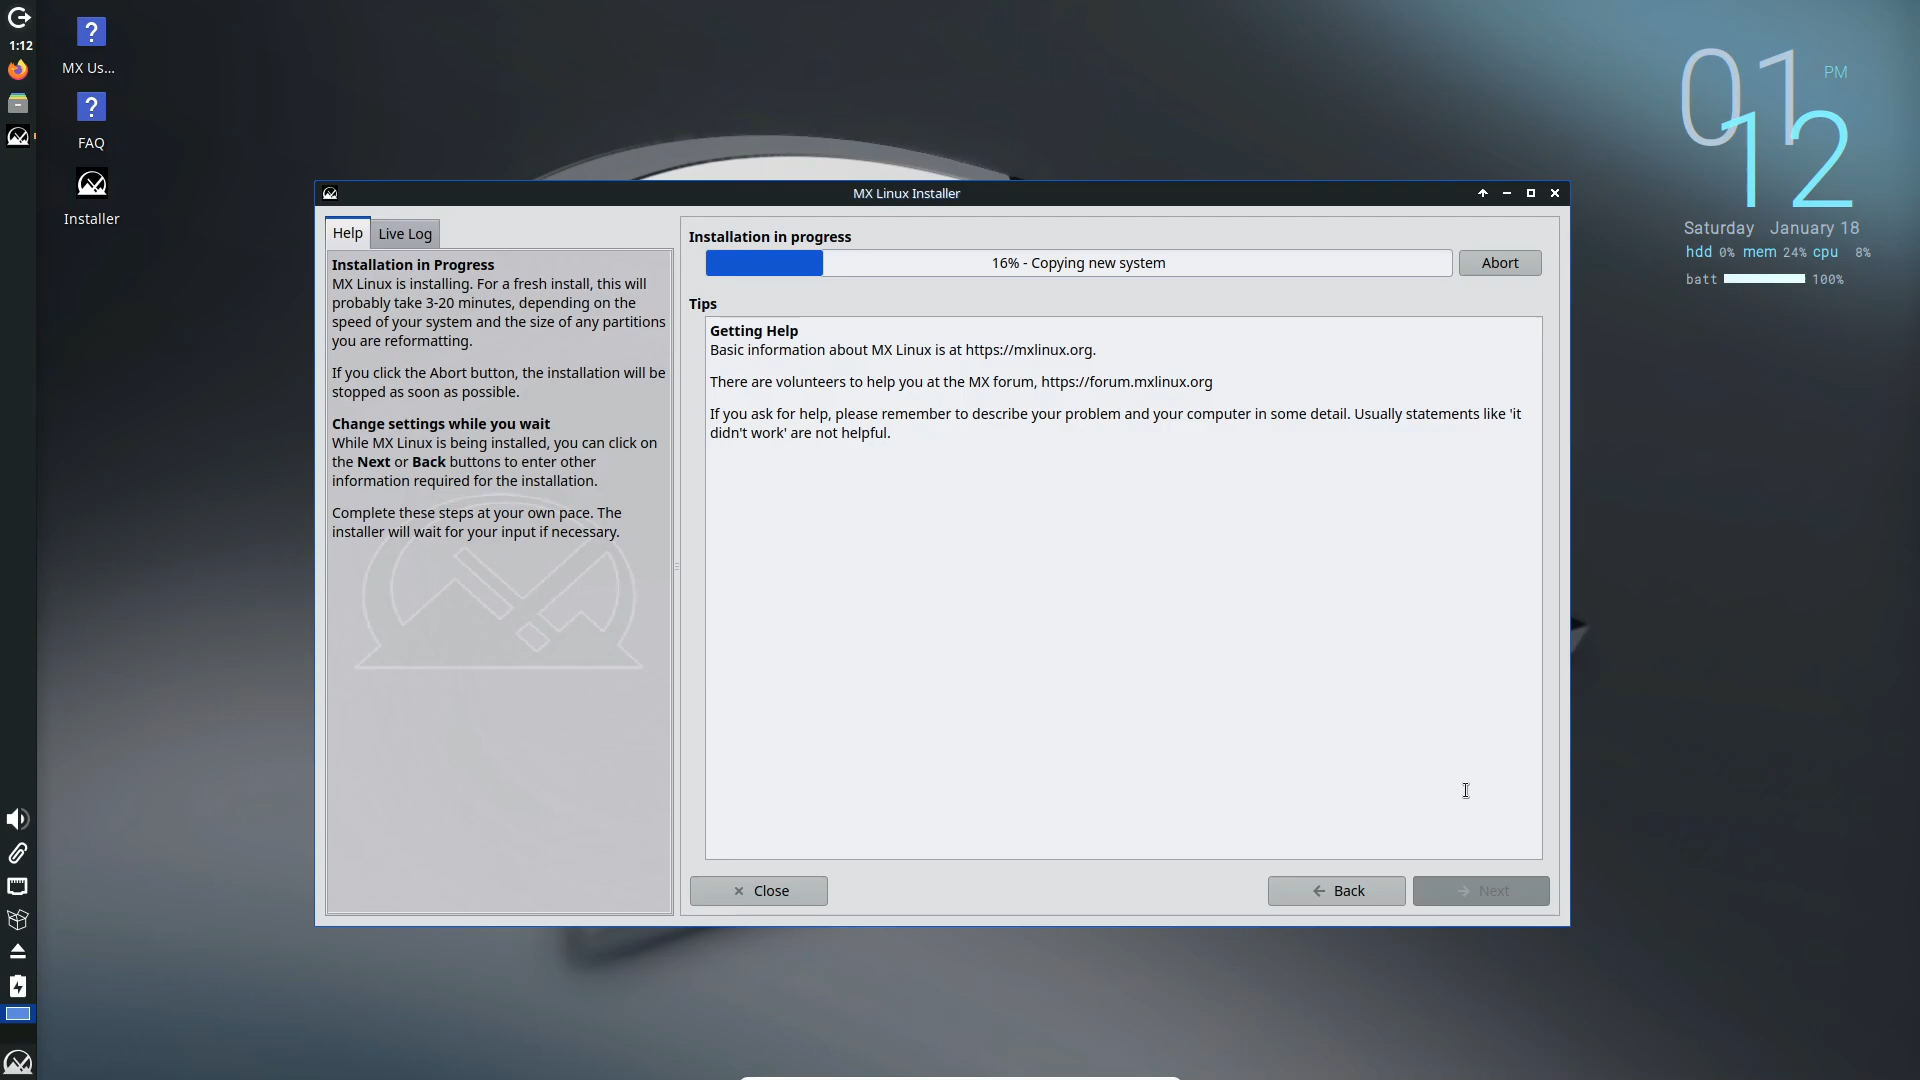 1:12
MX Us...
FAQ
Installer
01
PM
12
Saturday January 18
hdd 0% mem 24% cpu 8%
batt 100%
MX Linux Installer
Help
Live Log
Installation in Progress
MX Linux is installing. For a fresh install, this will
probably take 3-20 minutes, depending on the
speed of your system and the size of any partitions
you are reformatting.
If you click the Abort button, the installation will be
stopped as soon as possible.
Change settings while you wait
While MX Linux is being installed, you can click on
the Next or Back buttons to enter other
information required for the installation.
Complete these steps at your own pace. The
installer will wait for your input if necessary.
Installation in progress
16% - Copying new system
Abort
Tips
Getting Help
Basic information about MX Linux is at https://mxlinux.org.
There are volunteers to help you at the MX forum, https://forum.mxlinux.org
If you ask for help, please remember to describe your problem and your computer in some detail. Usually statements like 'it
didn't work' are not helpful.
Close
Back
Next